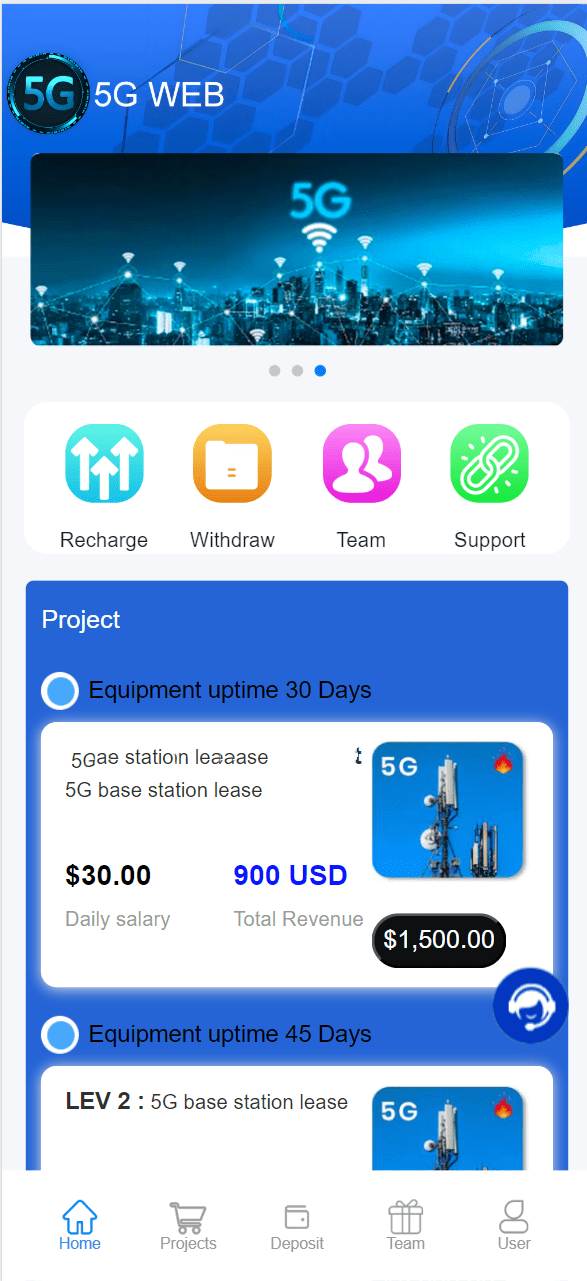 5G 5G WEB
5G
Recharge Withdraw Team Support
Project
Equipment uptime 30 Days
5G station
5G base station lease
5G
$30.00 900 USD
Daily salary Total Revenue
$1,500.00
Equipment uptime 45 Days
LEV 2 : 5G base station lease
5G
Home Projects Deposit Team User